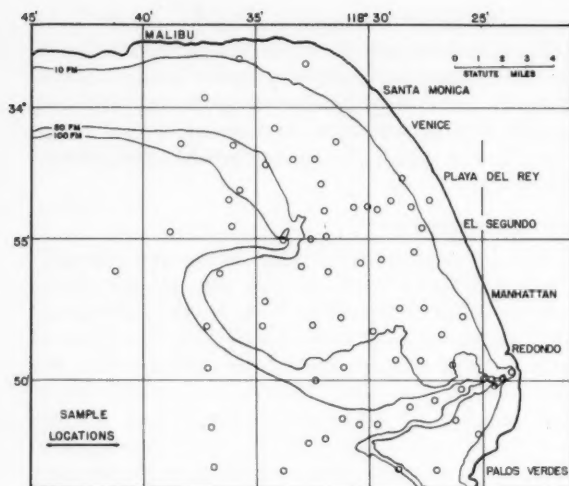 45' 40' 35' 118° 30' 25'
MALIBU
10 FM
0 1 2 3 4
STATUTE MILES
SANTA MONICA
34°
VENICE
50 FM
100 FM
PLAYA DEL REY
EL SEGUNDO
55'
MANHATTAN
REDONDO
50'
SAMPLE
LOCATIONS
PALOS VERDES